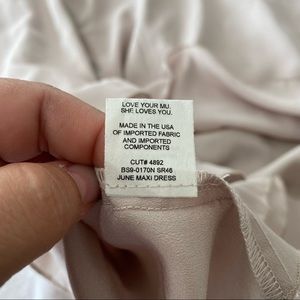 LOVE YOUR MU.
SHE LOVES YOU.
MADE IN THE USA
OF IMPORTED FABRIC
AND IMPORTED
COMPONENTS
CUT# 4892
BS9-0170N SR46
JUNE MAXI DRESS